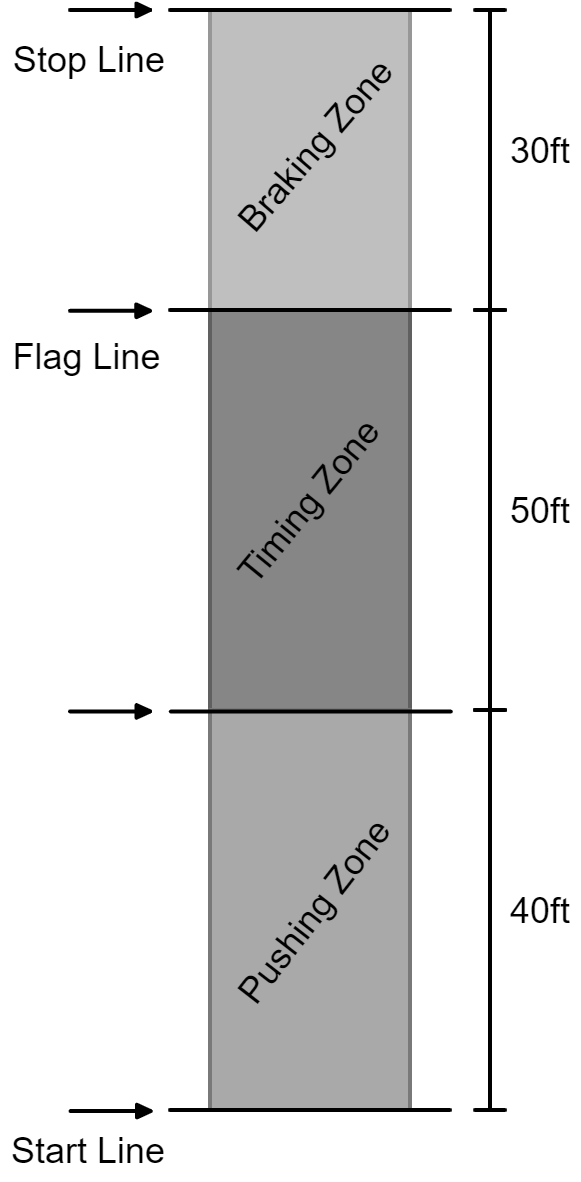 Stop Line
Braking Zone
30ft
Flag Line
Timing Zone
50ft
Pushing Zone
40ft
Start Line